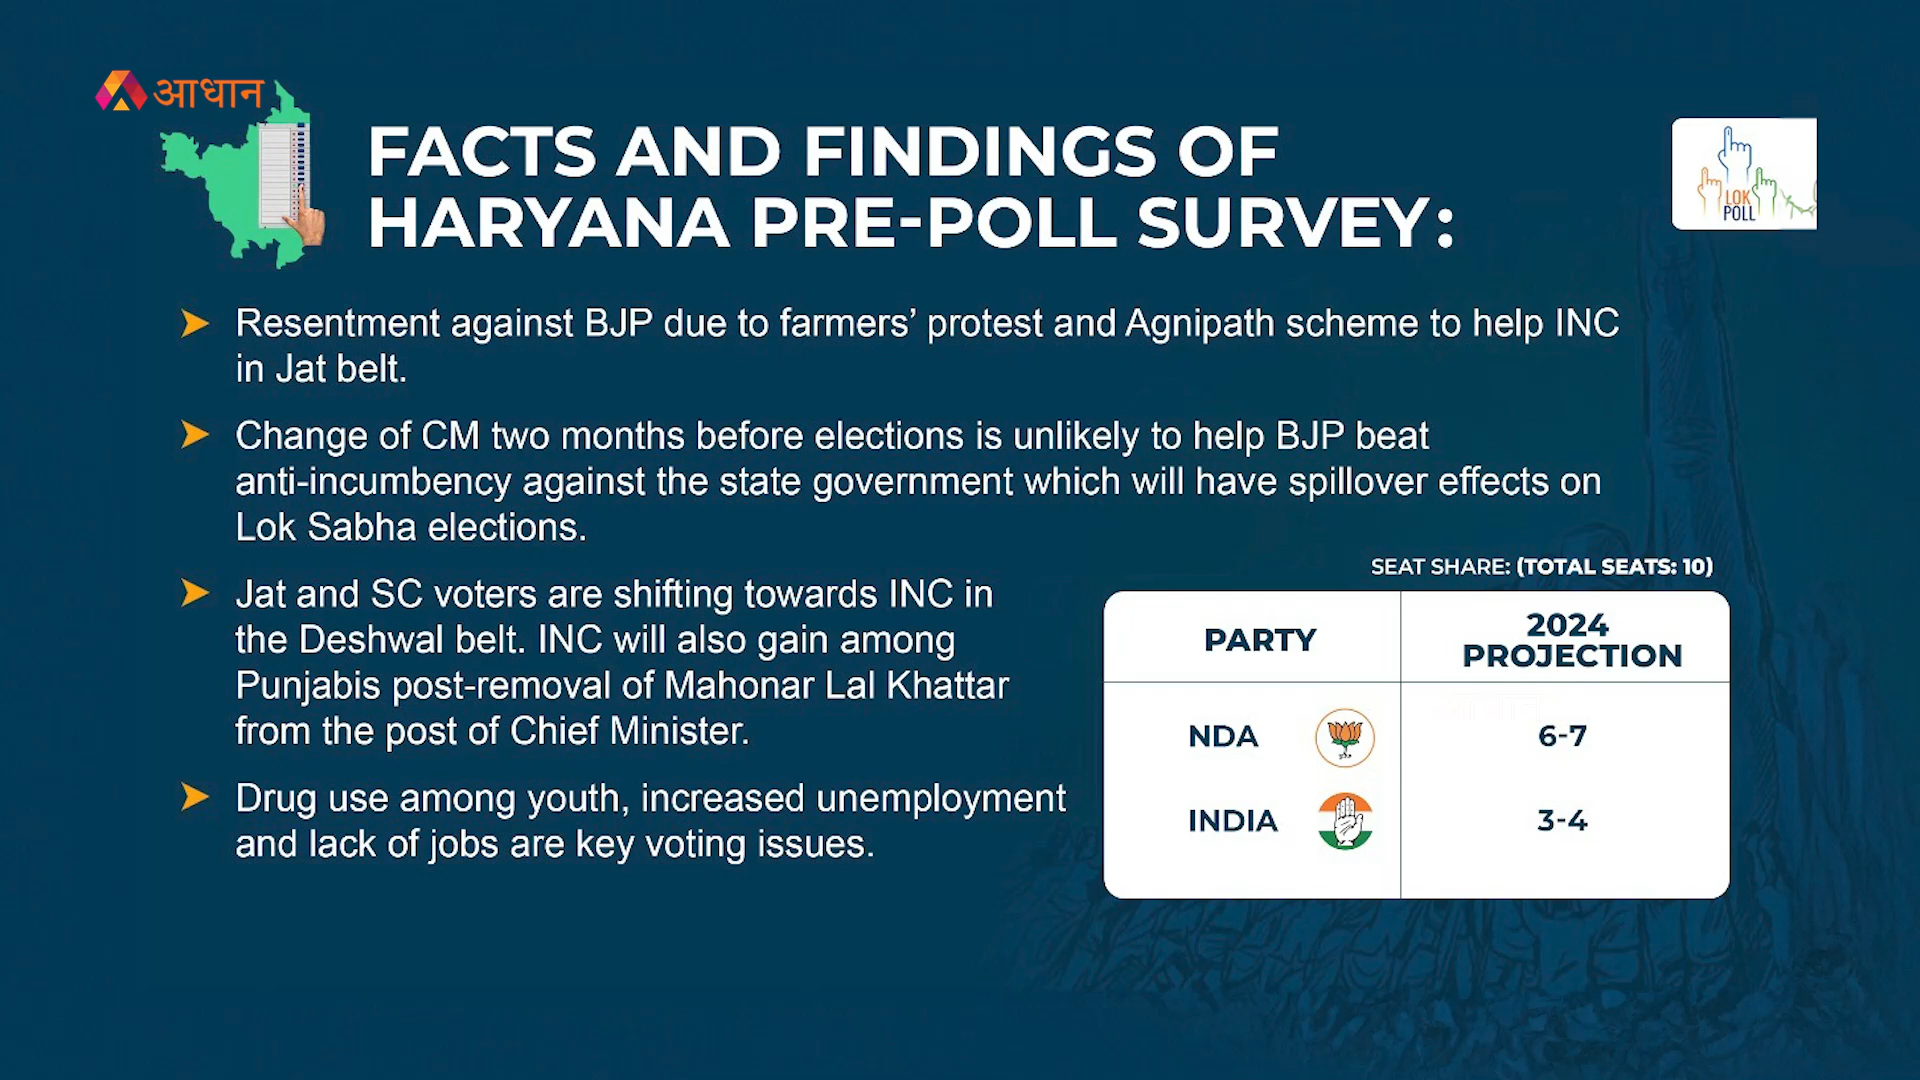 आधान
FACTS AND FINDINGS OF
HARYANA PRE-POLL SURVEY:
LOK
POLL
➤ Resentment against BJP due to farmers’ protest and Agnipath scheme to help INC
in Jat belt.
➤ Change of CM two months before elections is unlikely to help BJP beat
anti-incumbency against the state government which will have spillover effects on
Lok Sabha elections.
➤ Jat and SC voters are shifting towards INC in
the Deshwal belt. INC will also gain among
Punjabis post-removal of Mahonar Lal Khattar
from the post of Chief Minister.
➤ Drug use among youth, increased unemployment
and lack of jobs are key voting issues.
SEAT SHARE: (TOTAL SEATS: 10)
PARTY
2024
PROJECTION
NDA 6-7
INDIA 3-4